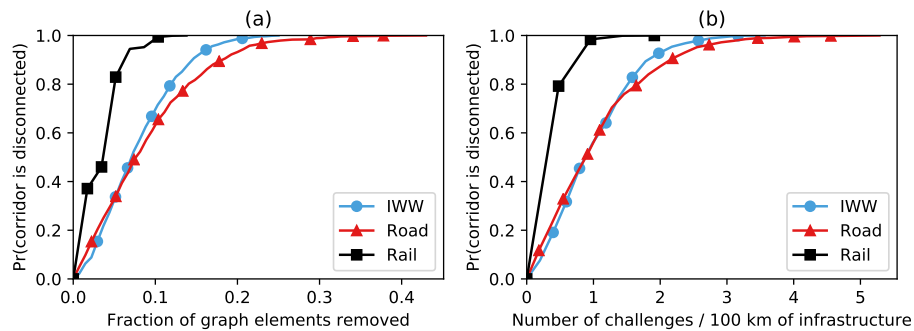 (a)
Pr(corridor is disconnected)
1.0
0.8
0.6
0.4
0.2
0.0
IWW
Road
Rail
0.0 0.1 0.2 0.3 0.4
Fraction of graph elements removed
(b)
Pr(corridor is disconnected)
1.0
0.8
0.6
0.4
0.2
0.0
IWW
Road
Rail
0 1 2 3 4 5
Number of challenges / 100 km of infrastructure